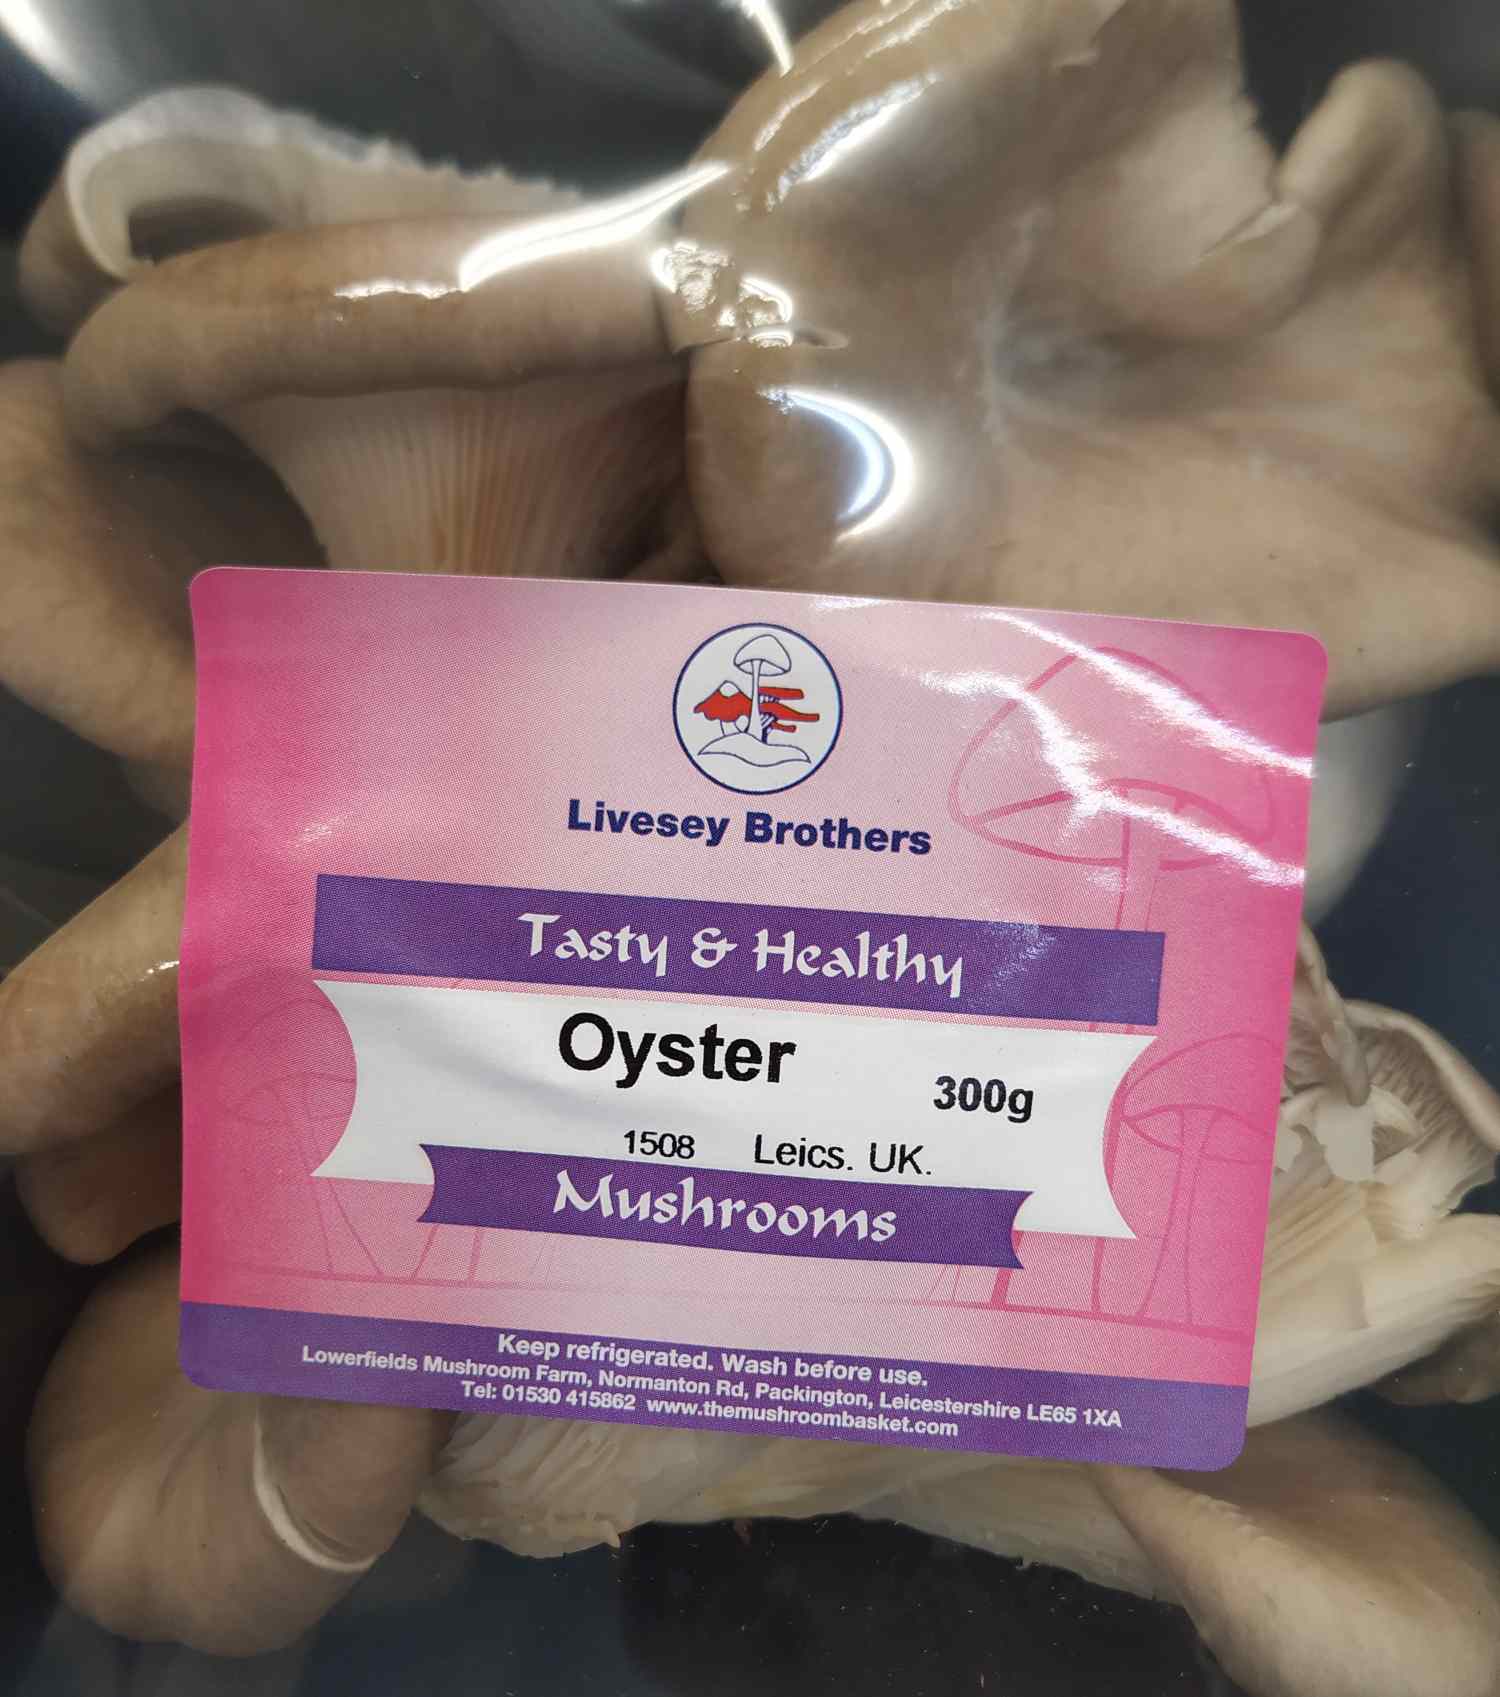 Livesey Brothers
Tasty & Healthy
Oyster
300g
1508 Leics. UK.
Mushrooms
Keep refrigerated. Wash before use.
Lowerfields Mushroom Farm, Normanton Rd, Packington, Leicestershire LE65 1XA
Tel: 01530 415862 www.themushroombasket.com